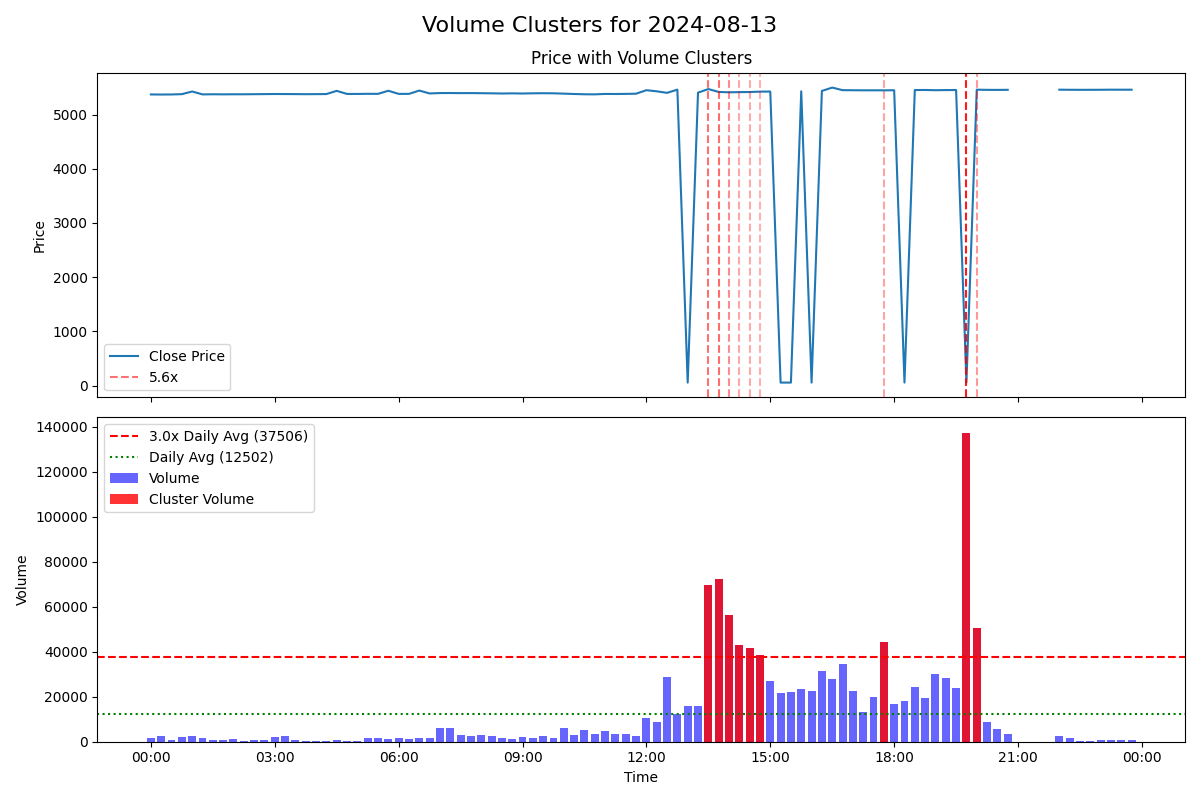 Volume Clusters for 2024-08-13
Price with Volume Clusters
Price
5000
4000
3000
2000
1000
0
Close Price
5.6x
Volume
140000
120000
100000
80000
60000
40000
20000
0
3.0x Daily Avg (37506)
Daily Avg (12502)
Volume
Cluster Volume
00:00 03:00 06:00 09:00 12:00 15:00 18:00 21:00 00:00
Time